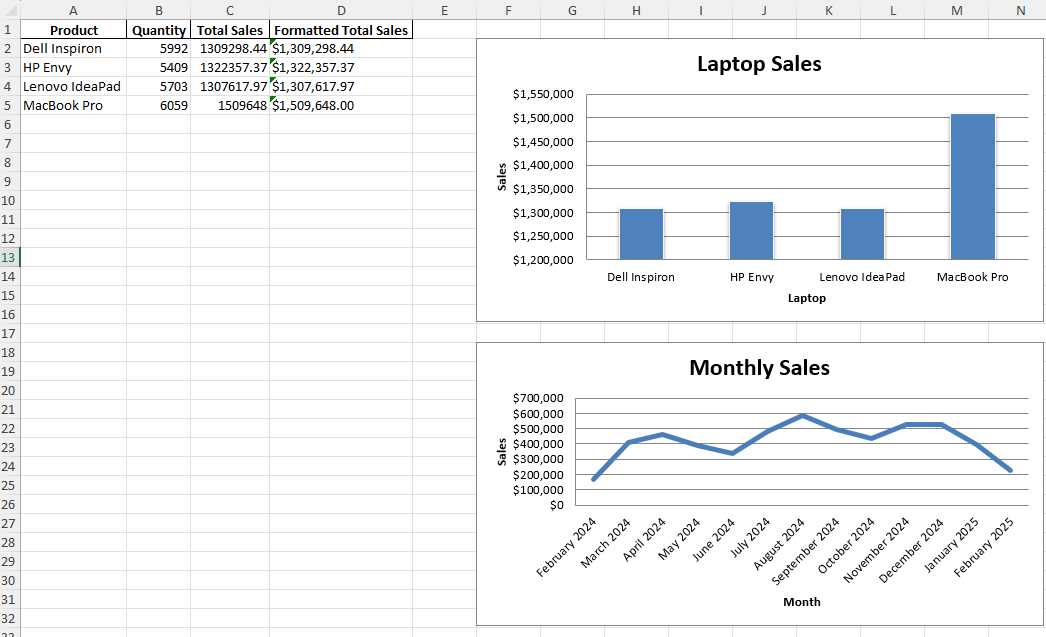 A B C D E F G H I J K L M N
1 Product Quantity Total Sales Formatted Total Sales
2 Dell Inspiron 5992 1309298.44 $1,309,298.44
3 HP Envy 5409 1322357.37 $1,322,357.37
4 Lenovo IdeaPad 5703 1307617.97 $1,307,617.97
5 MacBook Pro 6059 1509648 $1,509,648.00
6
7
8
9
10
11
12
13
14
15
16
17
18
19
20
21
22
23
24
25
26
27
28
29
30
31
32
Laptop Sales
$1,550,000
$1,500,000
$1,450,000
$1,400,000
$1,350,000
$1,300,000
$1,250,000
$1,200,000
Sales
Dell Inspiron HP Envy Lenovo IdeaPad MacBook Pro
Laptop
Monthly Sales
$700,000
$600,000
$500,000
$400,000
$300,000
$200,000
$100,000
$0
Sales
February 2024
March 2024
April 2024
May 2024
June 2024
July 2024
August 2024
September 2024
October 2024
November 2024
December 2024
January 2025
February 2025
Month